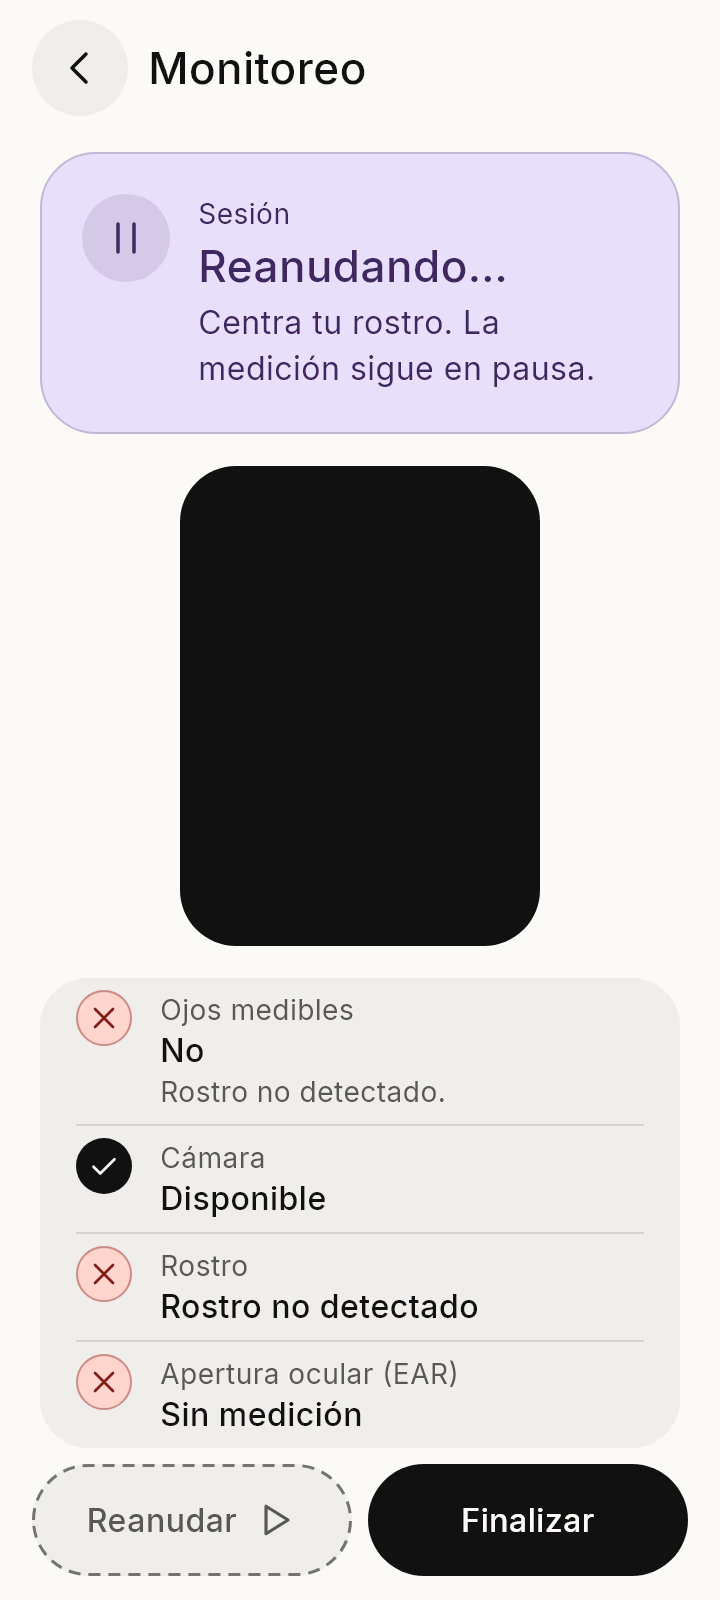 Monitoreo
Sesión
Reanudando...
Centra tu rostro. La
medición sigue en pausa.
Ojos medibles
No
Rostro no detectado.
Cámara
Disponible
Rostro
Rostro no detectado
Apertura ocular (EAR)
Sin medición
Reanudar
Finalizar